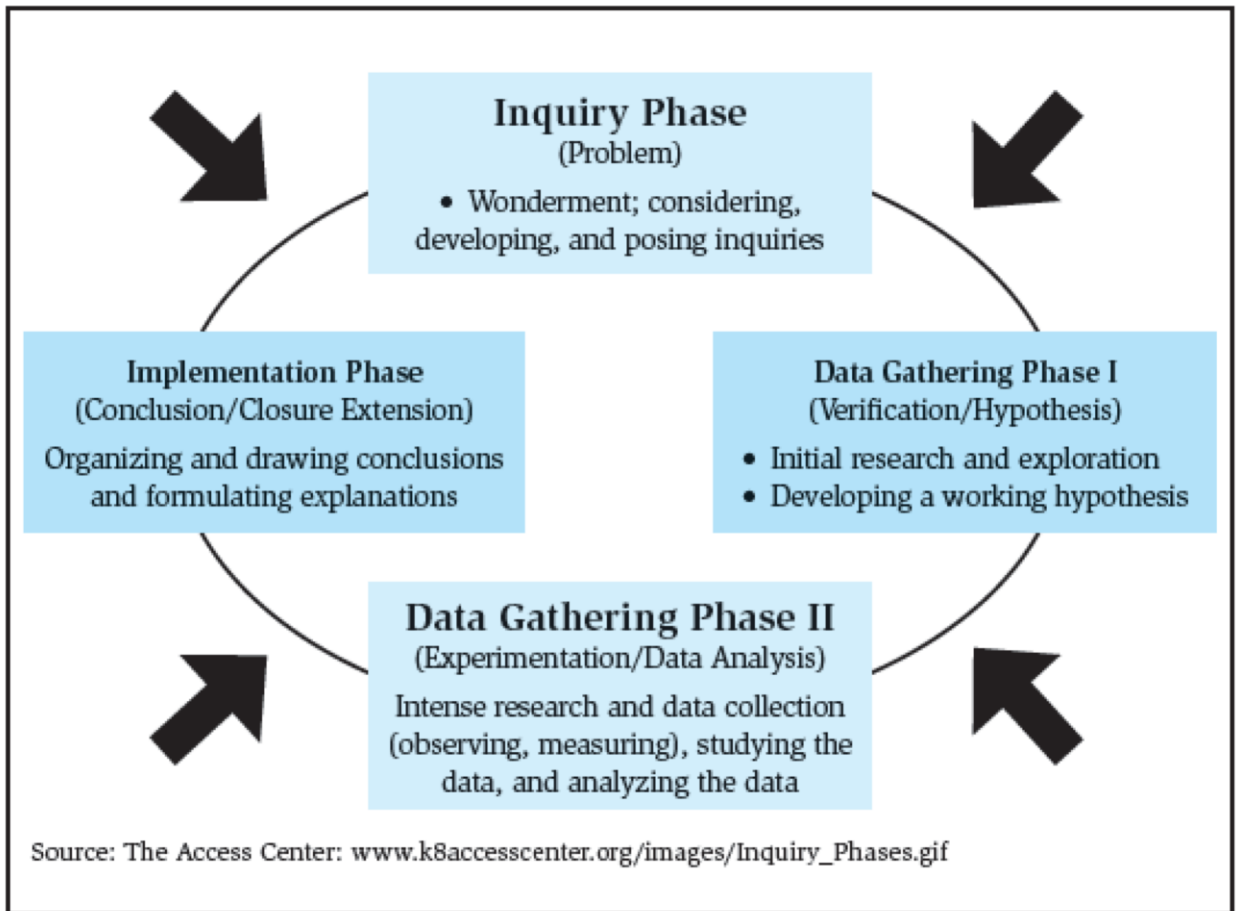 Inquiry Phase
(Problem)
• Wonderment; considering,
developing, and posing inquiries
Implementation Phase
(Conclusion/Closure Extension)
Organizing and drawing conclusions
and formulating explanations
Data Gathering Phase I
(Verification/Hypothesis)
• Initial research and exploration
• Developing a working hypothesis
Data Gathering Phase II
(Experimentation/Data Analysis)
Intense research and data collection
(observing, measuring), studying the
data, and analyzing the data
Source: The Access Center: www.k8accesscenter.org/images/Inquiry_Phases.gif